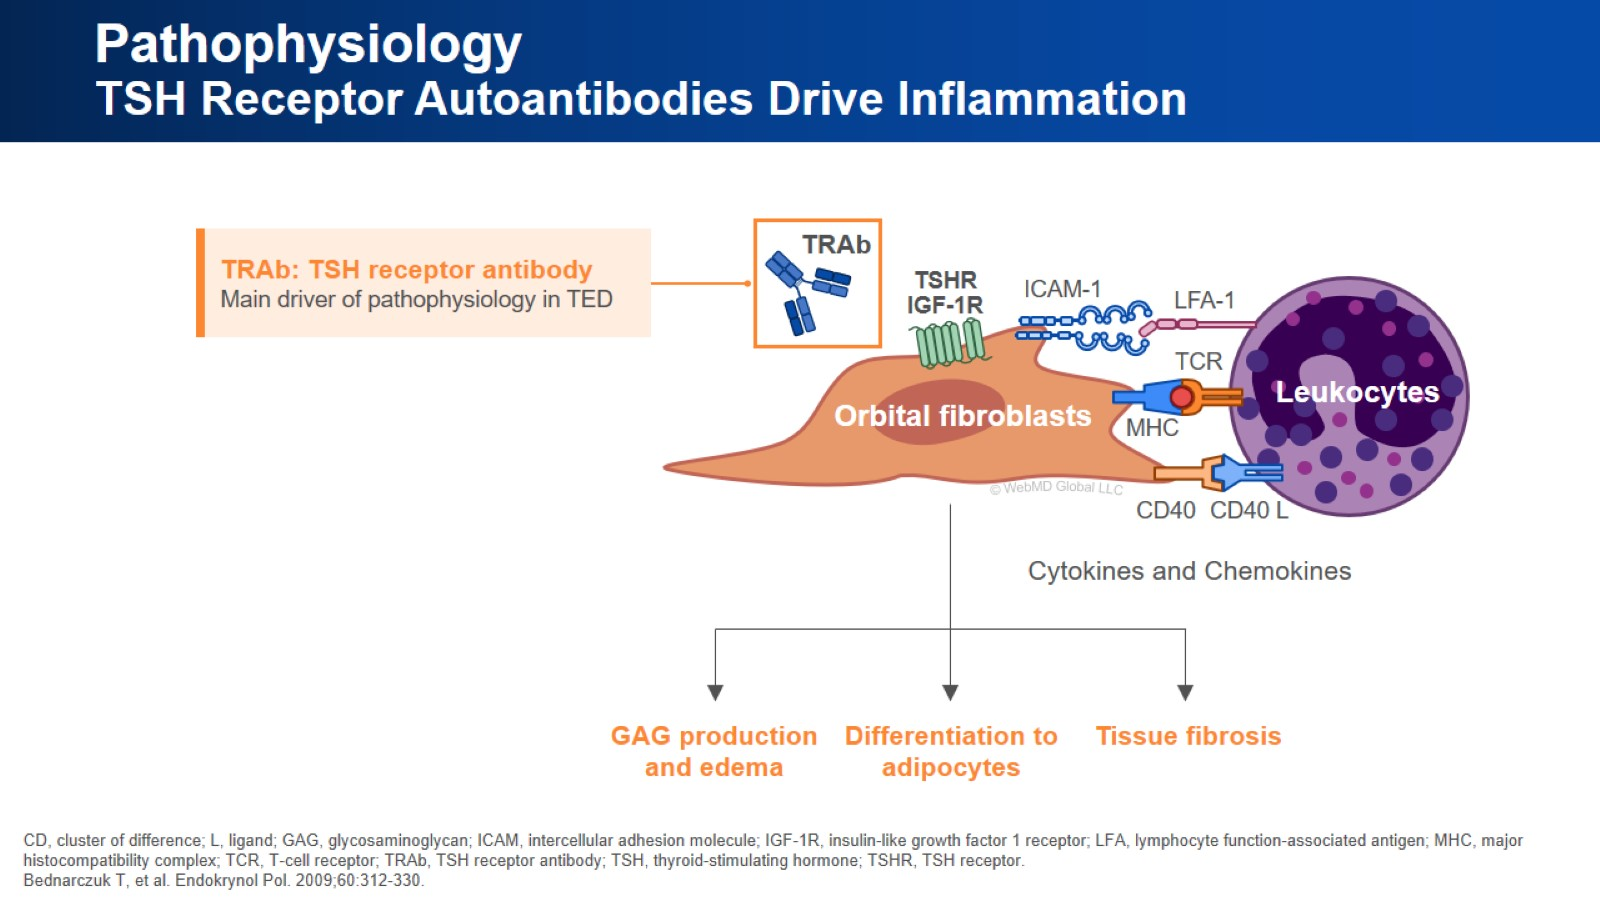 Pathophysiology
TSH Receptor Autoantibodies Drive Inflammation
TRAb: TSH receptor antibody
Main driver of pathophysiology in TED
TRAb
TSHR
IGF-1R
ICAM-1
LFA-1
TCR
Leukocytes
Orbital fibroblasts
MHC
© WebMD Global LLC
CD40
CD40 L
Cytokines and Chemokines
GAG production
and edema
Differentiation to
adipocytes
Tissue fibrosis
CD, cluster of difference; L, ligand; GAG, glycosaminoglycan; ICAM, intercellular adhesion molecule; IGF-1R, insulin-like growth factor 1 receptor; LFA, lymphocyte function-associated antigen; MHC, major
histocompatibility complex; TCR, T-cell receptor; TRAb, TSH receptor antibody; TSH, thyroid-stimulating hormone; TSHR, TSH receptor.
Bednarczuk T, et al. Endokrynol Pol. 2009;60:312-330.